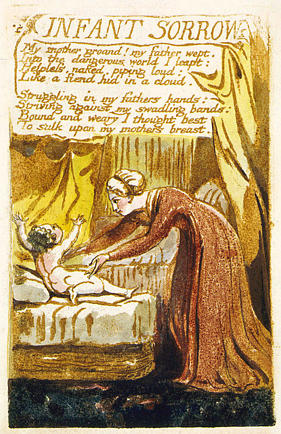 INFANT SORROW
My mother groand! my father wept.
Into the dangerous world I leapt:
Helpless, naked, piping loud:
Like a fiend hid in a cloud.
Struggling in my fathers hands:
Striving against my swadling bands:
Bound and weary I thought best
To sulk upon my mothers breast.